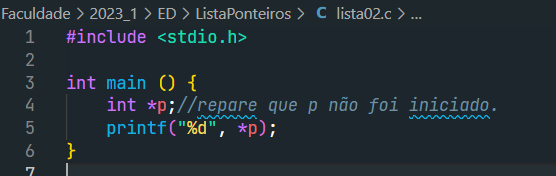 Faculdade > 2023_1 > ED > ListaPonteiros > C lista02.c > ...
1 #include <stdio.h>
2
3 int main () {
4 int *p;//repare que p não foi iniciado.
5 printf("%d", *p);
6 }
7